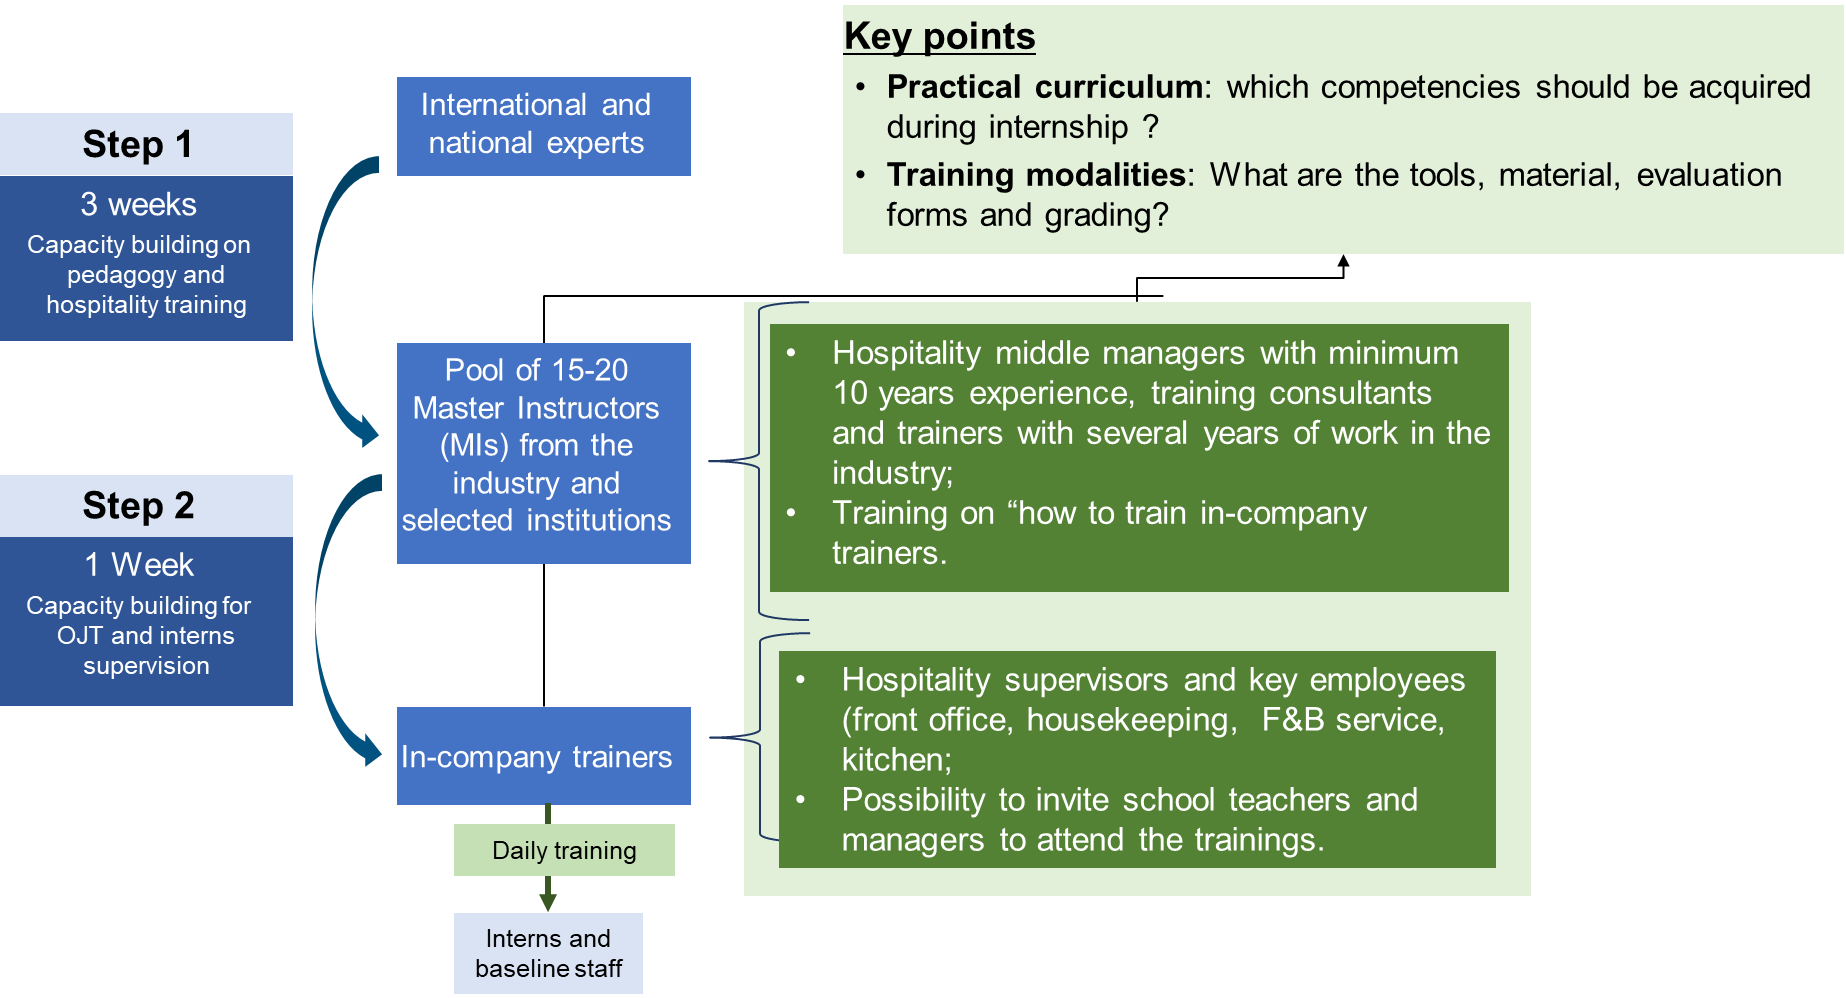 Key points
• Practical curriculum: which competencies should be acquired
during internship ?
• Training modalities: What are the tools, material, evaluation
forms and grading?
International and
national experts
Step 1
3 weeks
Capacity building on
pedagogy and
hospitality training
Pool of 15-20
Master Instructors
(MIs) from the
industry and
selected institutions
• Hospitality middle managers with minimum
10 years experience, training consultants
and trainers with several years of work in the
industry;
• Training on “how to train in-company
trainers.
Step 2
1 Week
Capacity building for
OJT and interns
supervision
In-company trainers
• Hospitality supervisors and key employees
(front office, housekeeping, F&B service,
kitchen;
• Possibility to invite school teachers and
managers to attend the trainings.
Daily training
Interns and
baseline staff